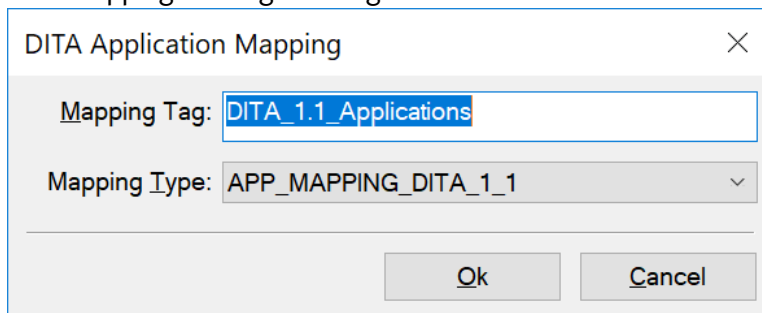 DITA Application Mapping
Mapping Tag: DITA_1.1_Applications
Mapping Type: APP_MAPPING_DITA_1_1
Ok Cancel